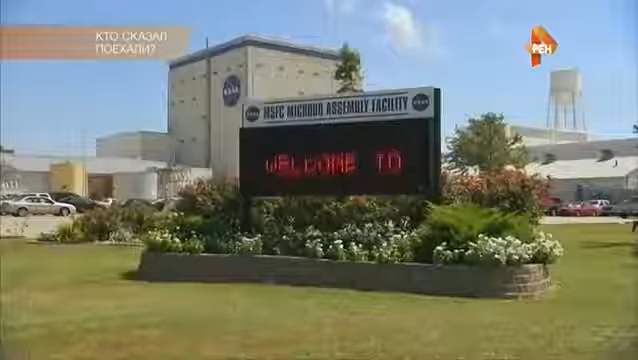 КТО СКАЗАЛ
ПОЕХАЛИ?
РЕН
NASA
MSFC MICHOUD ASSEMBLY FACILITY
WELCOME TO